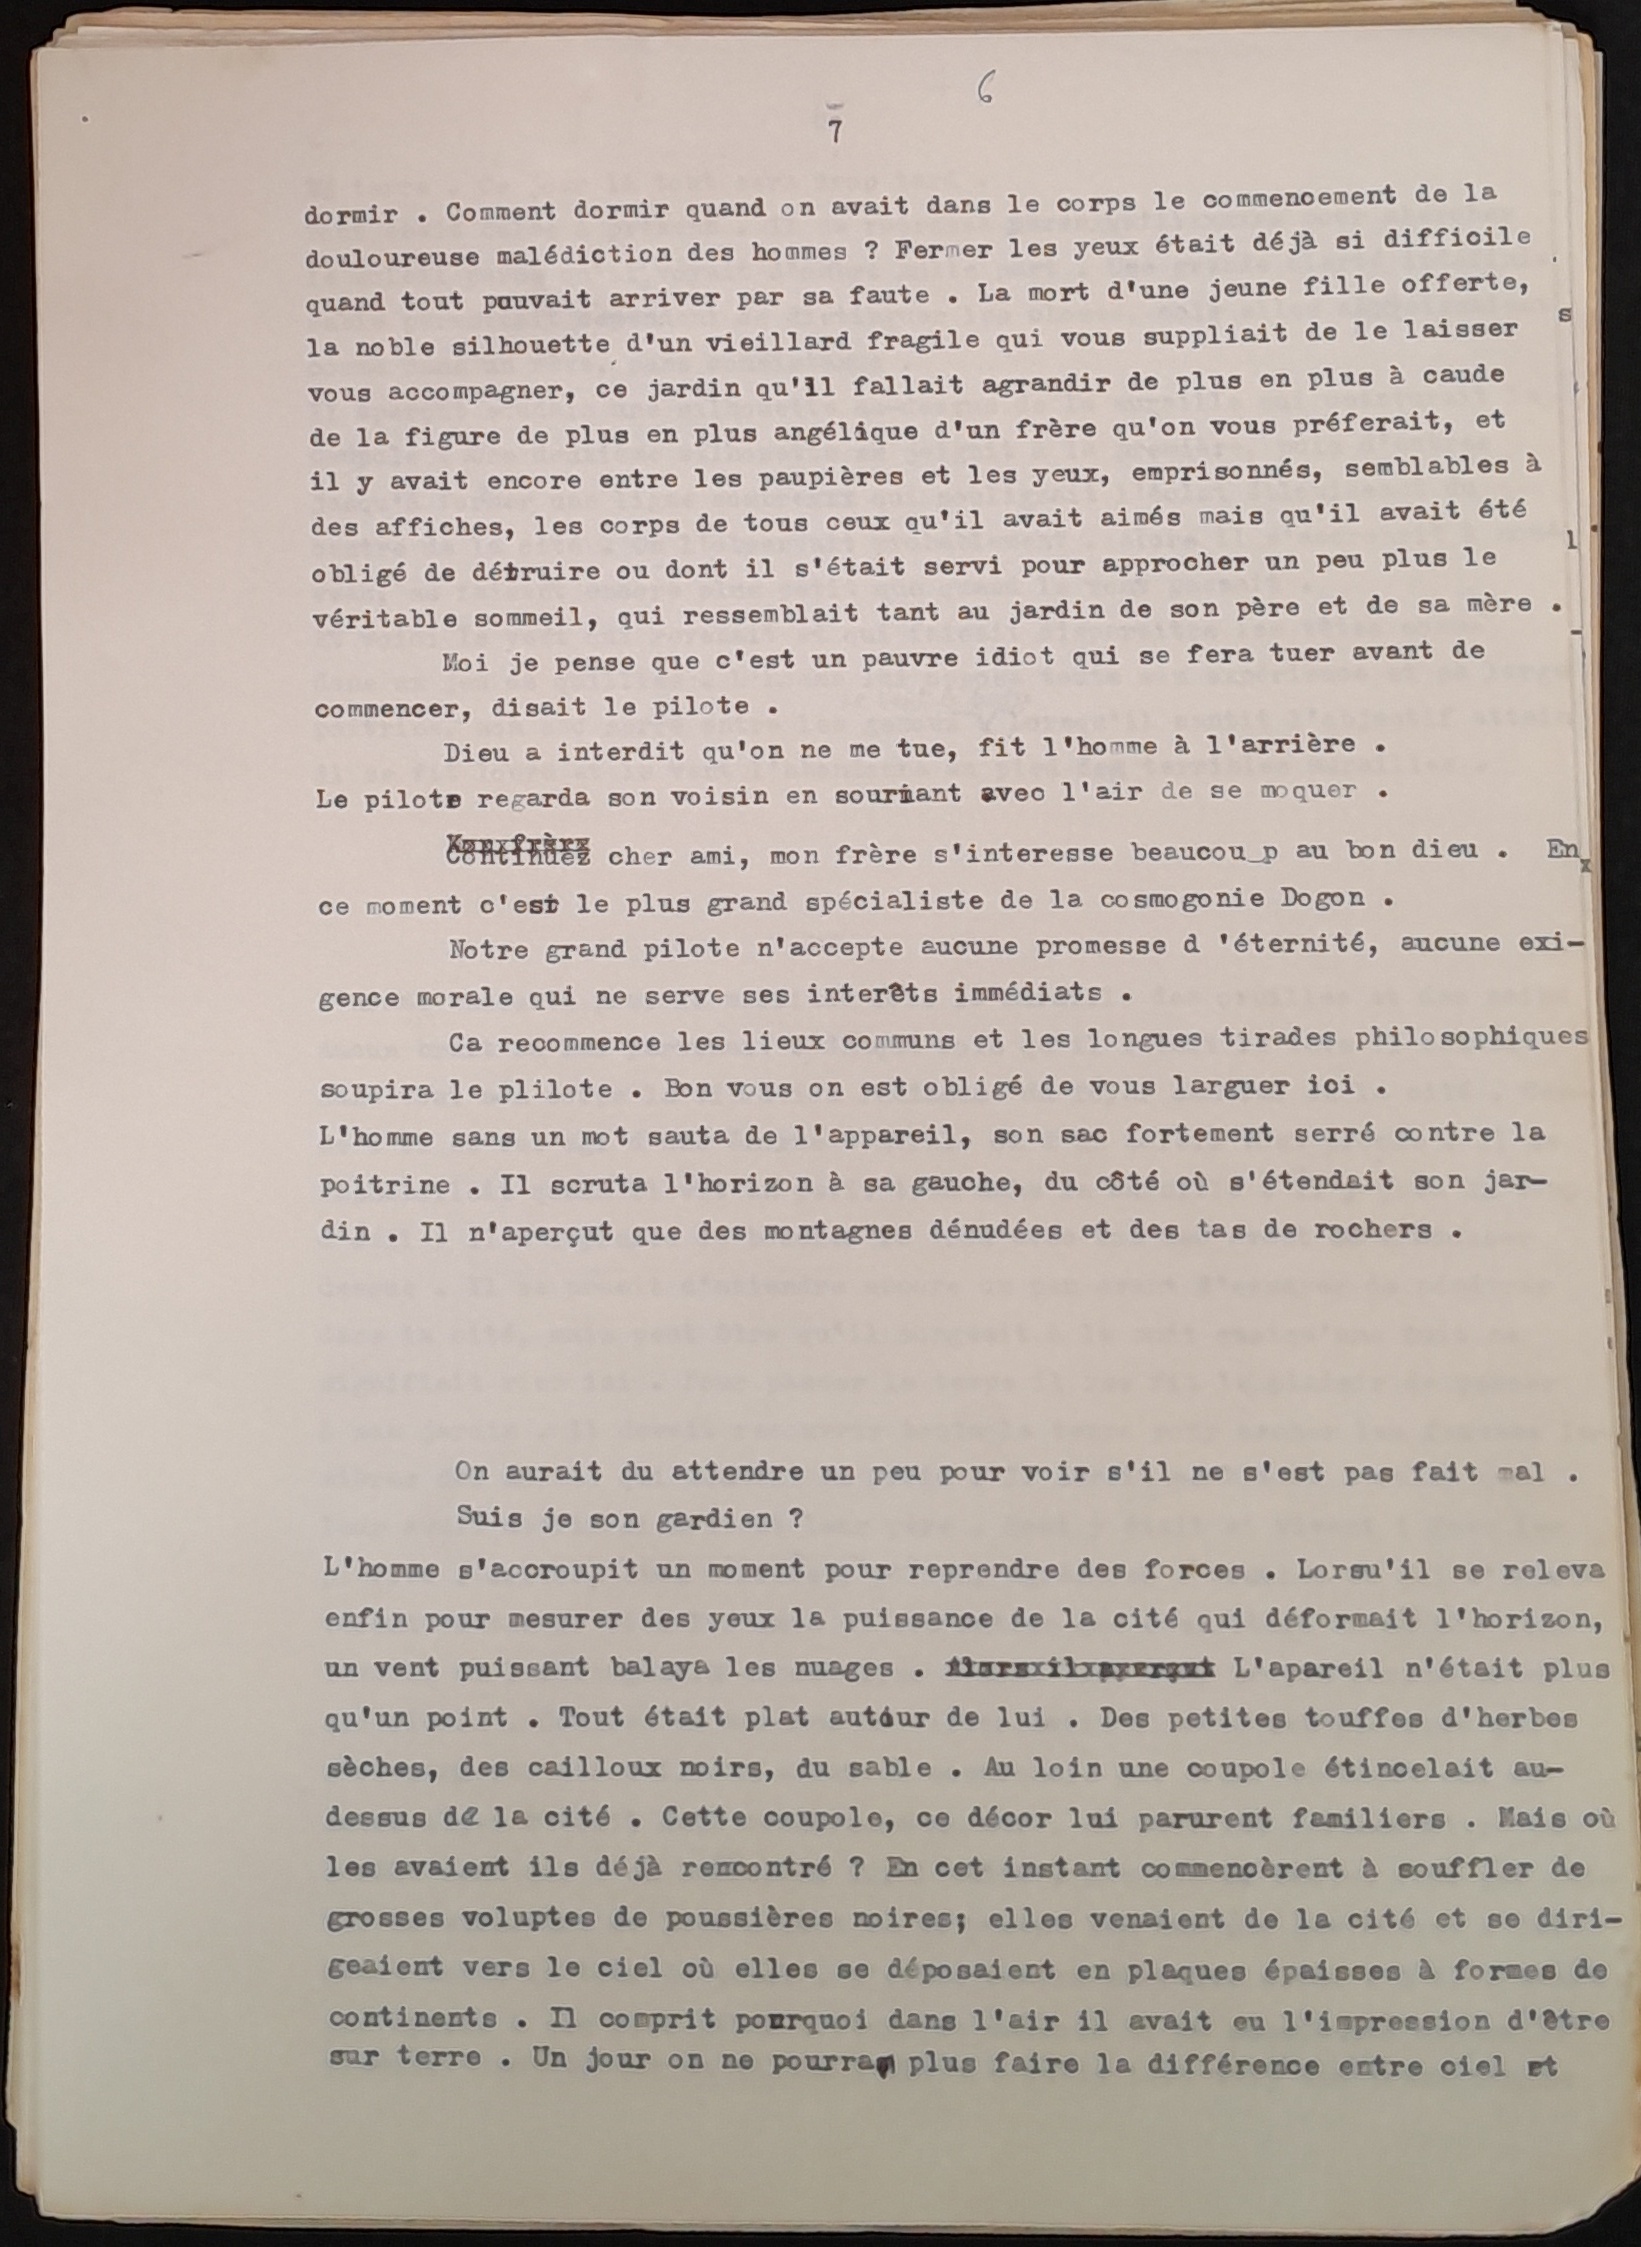 6
7
dormir . Comment dormir quand on avait dans le corps le commencement de la
douloureuse malédiction des hommes ? Fermer les yeux était déjà si difficile
quand tout pauvait arriver par sa faute . La mort d'une jeune fille offerte,
la noble silhouette d'un vieillard fragile qui vous suppliait de le laisser
vous accompagner, ce jardin qu'il fallait agrandir de plus en plus à caude
de la figure de plus en plus angélique d'un frère qu'on vous préferait, et
il y avait encore entre les paupières et les yeux, emprisonnés, semblables à
des affiches, les corps de tous ceux qu'il avait aimés mais qu'il avait été
obligé de détruire ou dont il s'était servi pour approcher un peu plus le
véritable sommeil, qui ressemblait tant au jardin de son père et de sa mère .
Moi je pense que c'est un pauvre idiot qui se fera tuer avant de
commencer, disait le pilote .
Dieu a interdit qu'on ne me tue, fit l'homme à l'arrière .
Le pilote regarda son voisin en souriant avec l'air de se moquer .
Continuez cher ami, mon frère s'interesse beaucou_p au bon dieu . En
ce moment c'est le plus grand spécialiste de la cosmogonie Dogon .
Notre grand pilote n'accepte aucune promesse d 'éternité, aucune exi-
gence morale qui ne serve ses interêts immédiats .
Ca recommence les lieux communs et les longues tirades philosophiques
soupira le plilote . Bon vous on est obligé de vous larguer ici .
L'homme sans un mot sauta de l'appareil, son sac fortement serré contre la
poitrine . Il scruta l'horizon à sa gauche, du côté où s'étendait son jar-
din . Il n'aperçut que des montagnes dénudées et des tas de rochers .
On aurait du attendre un peu pour voir s'il ne s'est pas fait mal .
Suis je son gardien ?
L'homme s'accroupit un moment pour reprendre des forces . Lorsu'il se releva
enfin pour mesurer des yeux la puissance de la cité qui déformait l'horizon,
un vent puissant balaya les nuages . Alors il aperçut L'apareil n'était plus
qu'un point . Tout était plat autour de lui . Des petites touffes d'herbes
sèches, des cailloux noirs, du sable . Au loin une coupole étincelait au-
dessus de la cité . Cette coupole, ce décor lui parurent familiers . Mais où
les avaient ils déjà rencontré ? En cet instant commencèrent à souffler de
grosses voluptes de poussières noires; elles venaient de la cité et se diri-
geaient vers le ciel où elles se déposaient en plaques épaisses à formes de
continents . Il comprit pourquoi dans l'air il avait eu l'impression d'être
sur terre . Un jour on ne pourra plus faire la différence entre ciel et